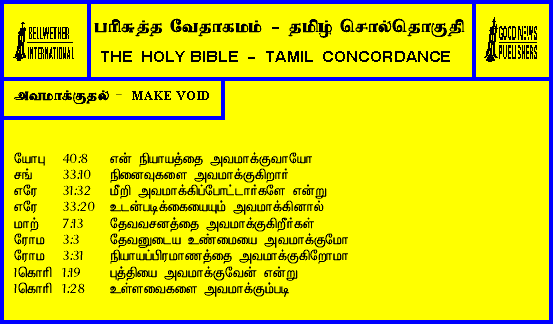 BELLWETHER
INTERNATIONAL
பரிசுத்த வேதாகமம் - தமிழ் சொல்தொகுதி
THE HOLY BIBLE - TAMIL CONCORDANCE
GOOD NEWS
PUBLISHERS
அவமாக்குதல் - MAKE VOID
யோபு 40:8 என் நியாயத்தை அவமாக்குவாயோ
சங் 33:10 நினைவுகளை அவமாக்குகிறார்
எரே 31:32 மீறி அவமாக்கிப்போட்டார்களே என்று
எரே 33:20 உடன்படிக்கையையும் அவமாக்கினால்
மாற் 7:13 தேவவசனத்தை அவமாக்குகிறீர்கள்
ரோம 3:3 தேவனுடைய உண்மையை அவமாக்குமோ
ரோம 3:31 நியாயப்பிரமாணத்தை அவமாக்குகிறோமா
1கொரி 1:19 புத்தியை அவமாக்குவேன் என்று
1கொரி 1:28 உள்ளவைகளை அவமாக்கும்படி